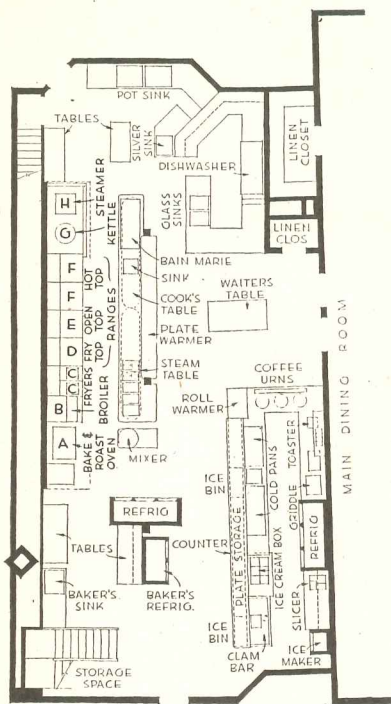 POT SINK
TABLES
SILVER
SINK
DISHWASHER
LINEN
CLOSET
GLASS
SINKS
LINEN
CLOS
H
STEAMER
G
KETTLE
BAIN MARIE
SINK
COOK'S
TABLE
WAITERS
TABLE
PLATE
WARMER
F
HOT
TOP
F
E
OPEN
TOP
D
FRY
TOP
RANGES
C
C
FRYERS
B
BROILER
A
BAKE &
ROAST
OVEN
STEAM
TABLE
MIXER
ROLL
WARMER
COFFEE
URNS
MAIN DINING ROOM
TOASTER
GRIDDLE
COLD PANS
ICE
BIN
REFRIG
REFRIG
TABLES
COUNTER
PLATE STORAGE
ICE CREAM BOX
BAKER'S
SINK
BAKER'S
REFRIG.
SLICER
ICE
BIN
CLAM
BAR
ICE
MAKER
STORAGE
SPACE